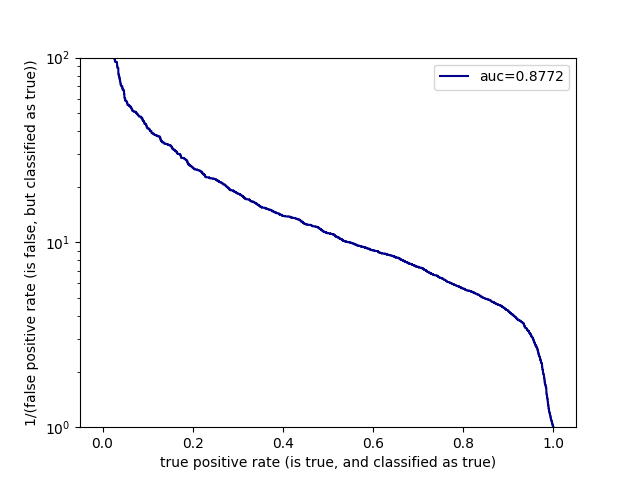 auc=0.8772
10²
10¹
10⁰
1/(false positive rate (is false, but classified as true))
0.0 0.2 0.4 0.6 0.8 1.0
true positive rate (is true, and classified as true)